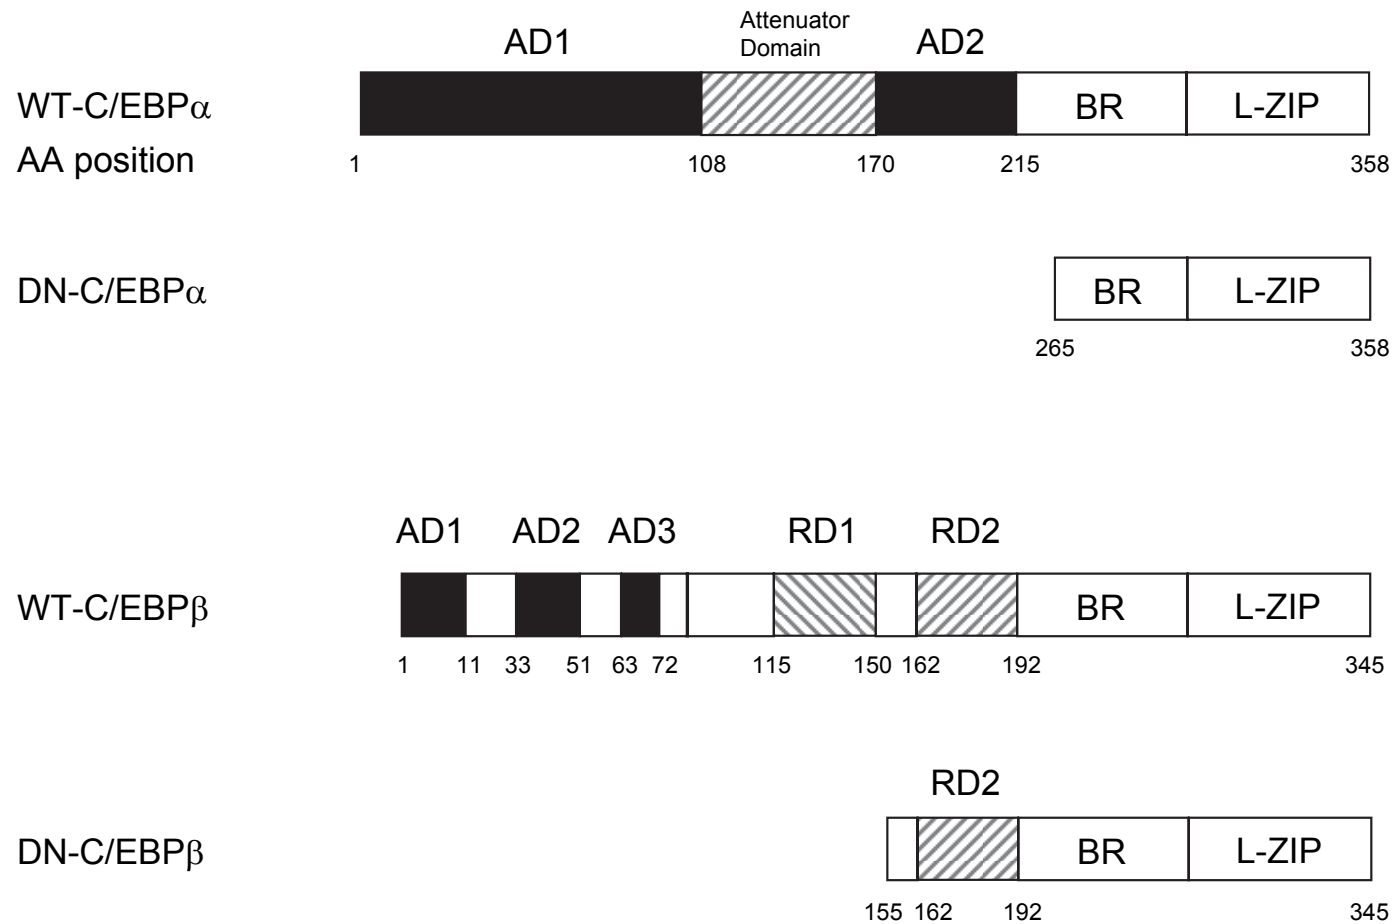 Attenuator
Domain
AD1 AD2
WT-C/EBPα BR L-ZIP
AA position 1 108 170 215 358
DN-C/EBPα BR L-ZIP
265 358
AD1 AD2 AD3 RD1 RD2
WT-C/EBPβ BR L-ZIP
1 11 33 51 63 72 115 150 162 192 345
RD2
DN-C/EBPβ BR L-ZIP
155 162 192 345